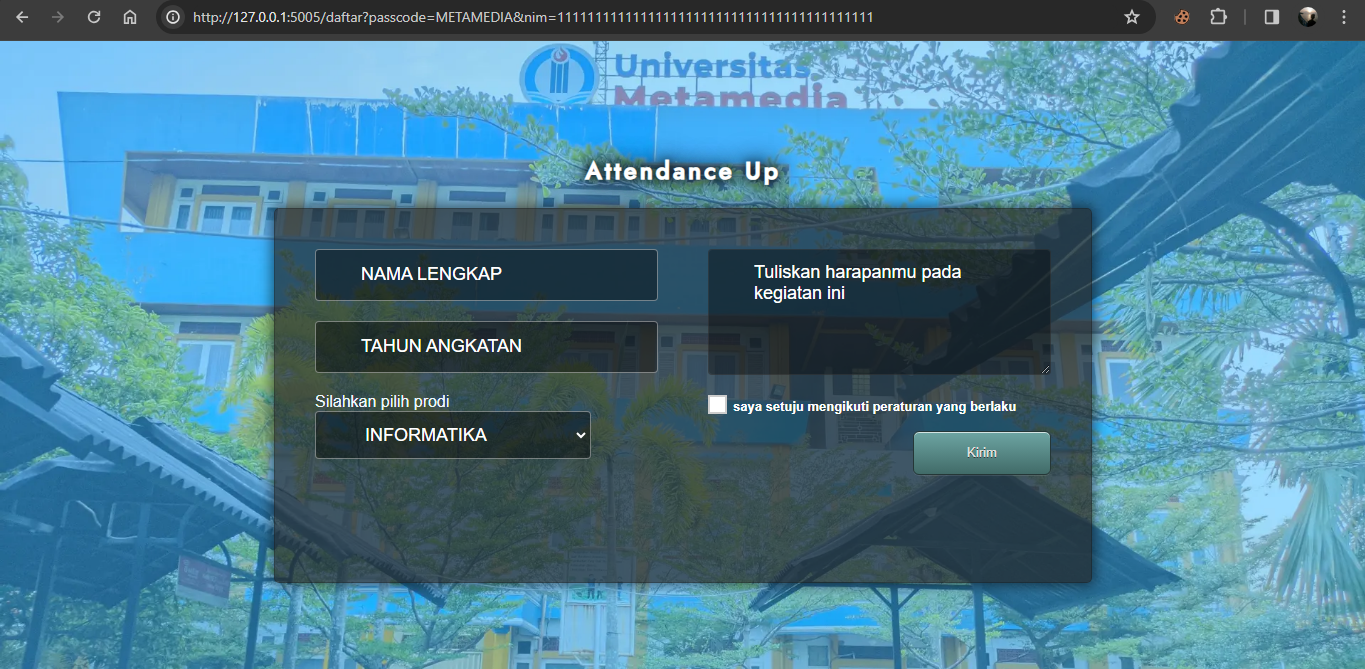 http://127.0.0.1:5005/daftar?passcode=METAMEDIA&nim=111111111111111111111111111111111111111111
Universitas
Metamedia
Attendance Up
NAMA LENGKAP
TAHUN ANGKATAN
Silahkan pilih prodi
INFORMATIKA
Tuliskan harapanmu pada
kegiatan ini
saya setuju mengikuti peraturan yang berlaku
Kirim